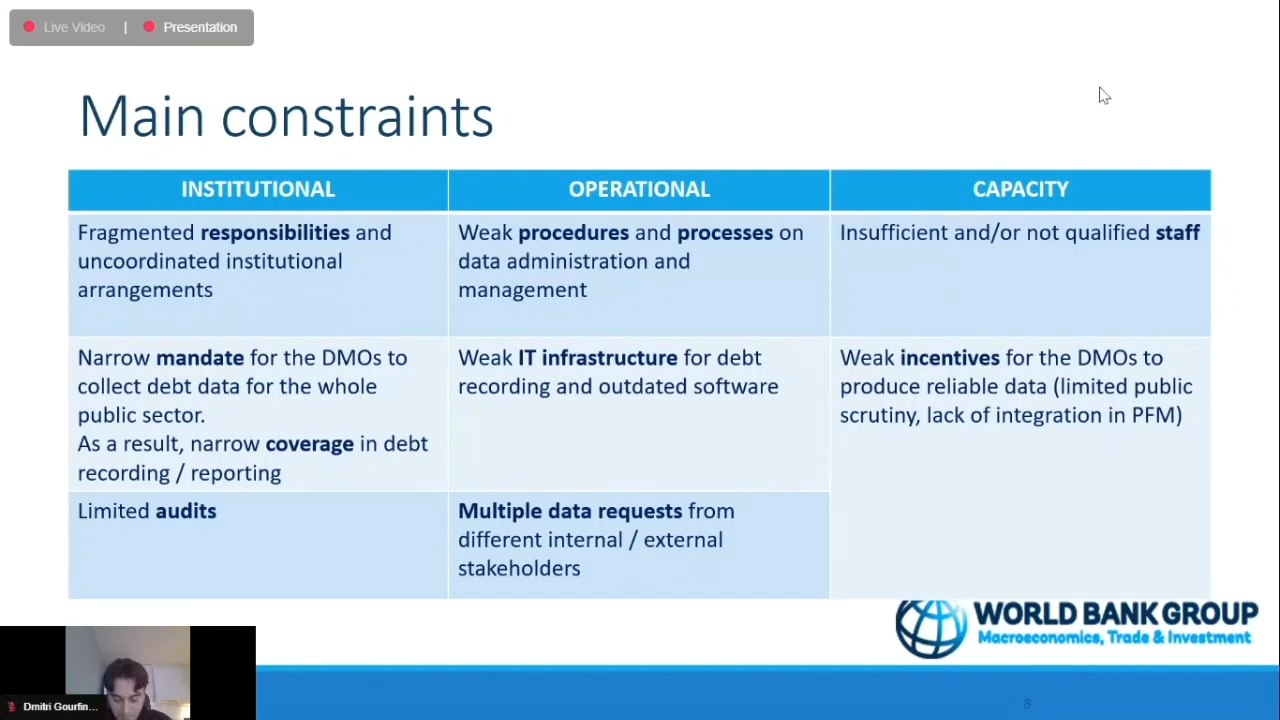 Live Video | Presentation
Main constraints
INSTITUTIONAL
OPERATIONAL
CAPACITY
Fragmented responsibilities and
uncoordinated institutional
arrangements
Weak procedures and processes on
data administration and
management
Insufficient and/or not qualified staff
Narrow mandate for the DMOs to
collect debt data for the whole
public sector.
As a result, narrow coverage in debt
recording / reporting
Weak IT infrastructure for debt
recording and outdated software
Weak incentives for the DMOs to
produce reliable data (limited public
scrutiny, lack of integration in PFM)
Limited audits
Multiple data requests from
different internal / external
stakeholders
WORLD BANK GROUP
Macroeconomics, Trade & Investment
Dmitri Gourfin...
8